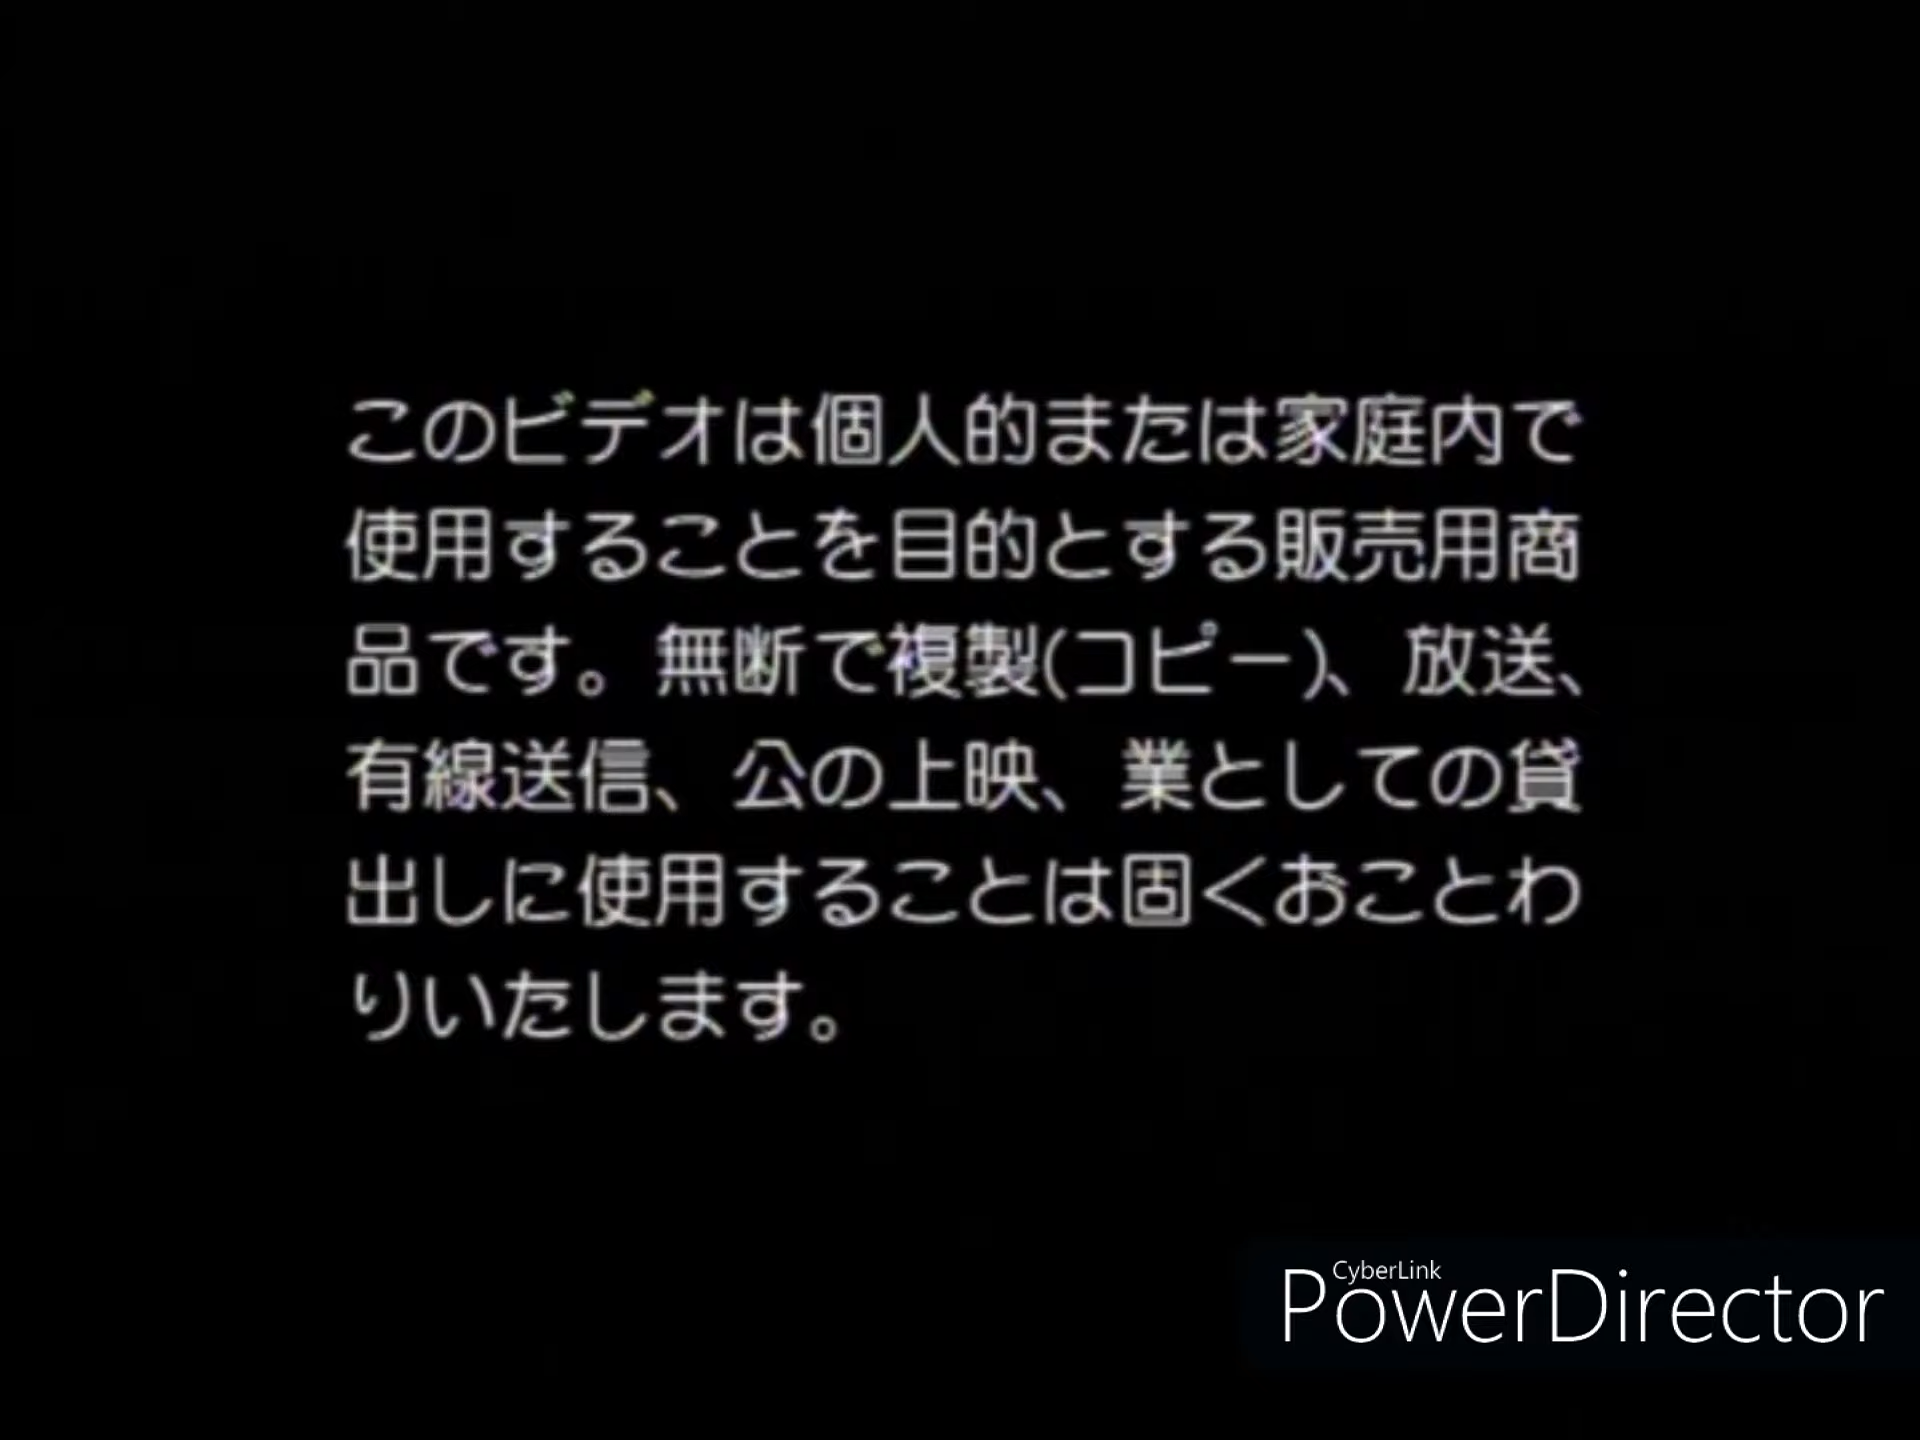 このビデオは個人的または家庭内で
使用することを目的とする販売用商
品です。無断で複製(コピー)、放送、
有線送信、公の上映、業としての貸
出しに使用することは固くおことわ
りいたします。
CyberLink
PowerDirector